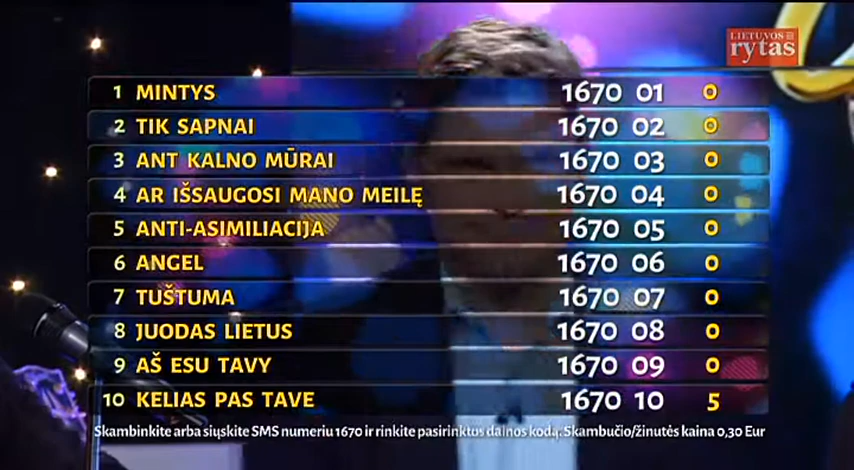 LIETUVOS
rytas
1 MINTYS 1670 01 0
2 TIK SAPNAI 1670 02 0
3 ANT KALNO MŪRAI 1670 03 0
4 AR IŠSAUGOSI MANO MEILĘ 1670 04 0
5 ANTI-ASIMILIACIJA 1670 05 0
6 ANGEL 1670 06 0
7 TUŠTUMA 1670 07 0
8 JUODAS LIETUS 1670 08 0
9 AŠ ESU TAVY 1670 09 0
10 KELIAS PAS TAVE 1670 10 5
Skambinkite arba siųskite SMS numeriu 1670 ir rinkite pasirinktos dainos kodą. Skambučio/žinutės kaina 0,30 Eur